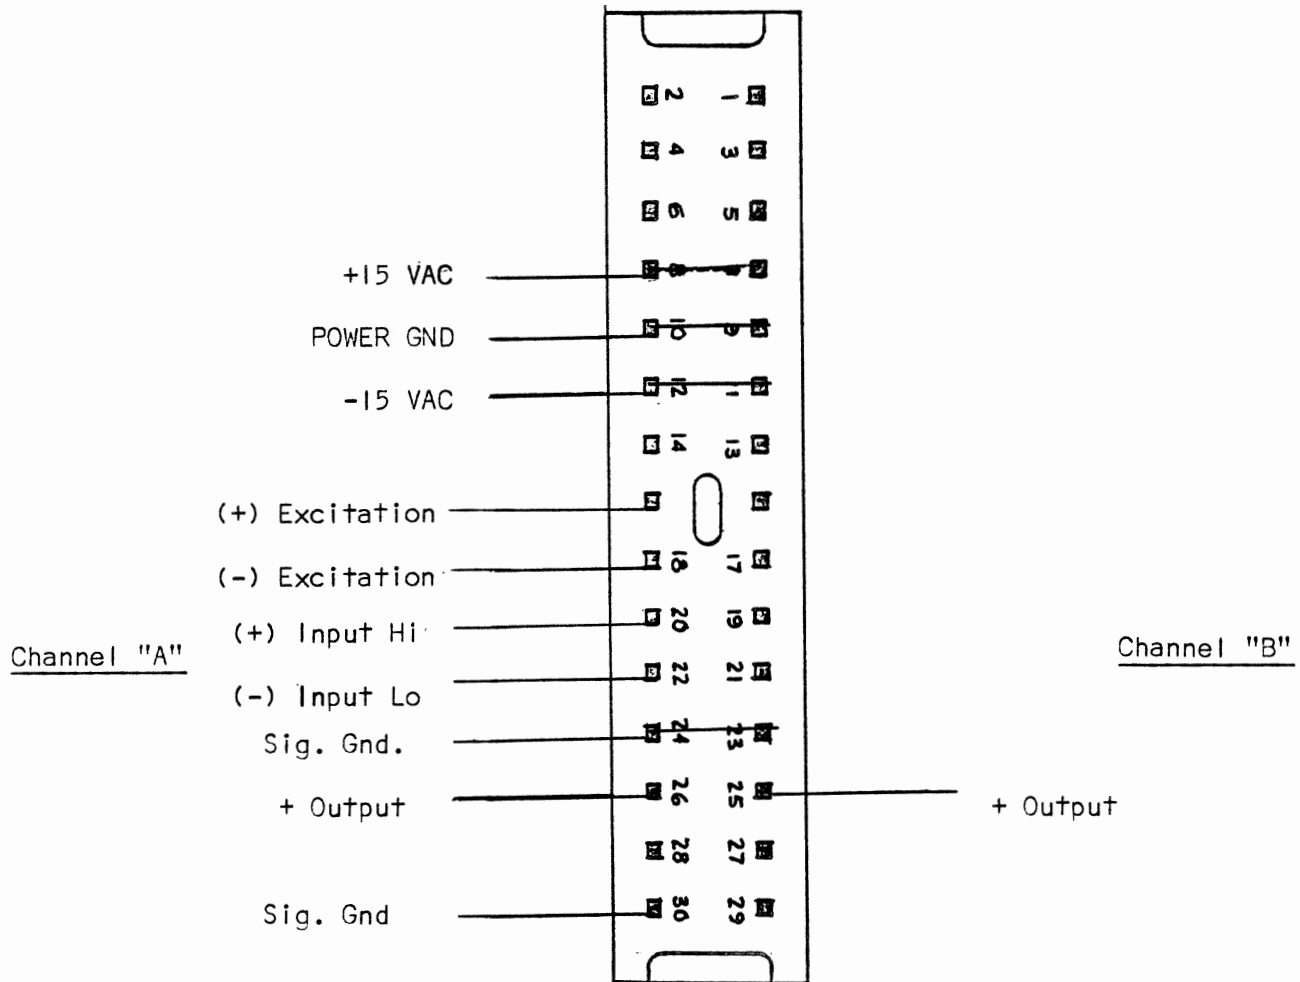 2 1
4 3
6 5
+15 VAC 8
POWER GND 10 9
-15 VAC 12
14 13
(+) Excitation
(-) Excitation 18 17
(+) Input Hi 20 19
Channel "A" Channel "B"
(-) Input Lo 22 21
Sig. Gnd. 24 23
+ Output 26 25 + Output
28 27
Sig. Gnd 30 29